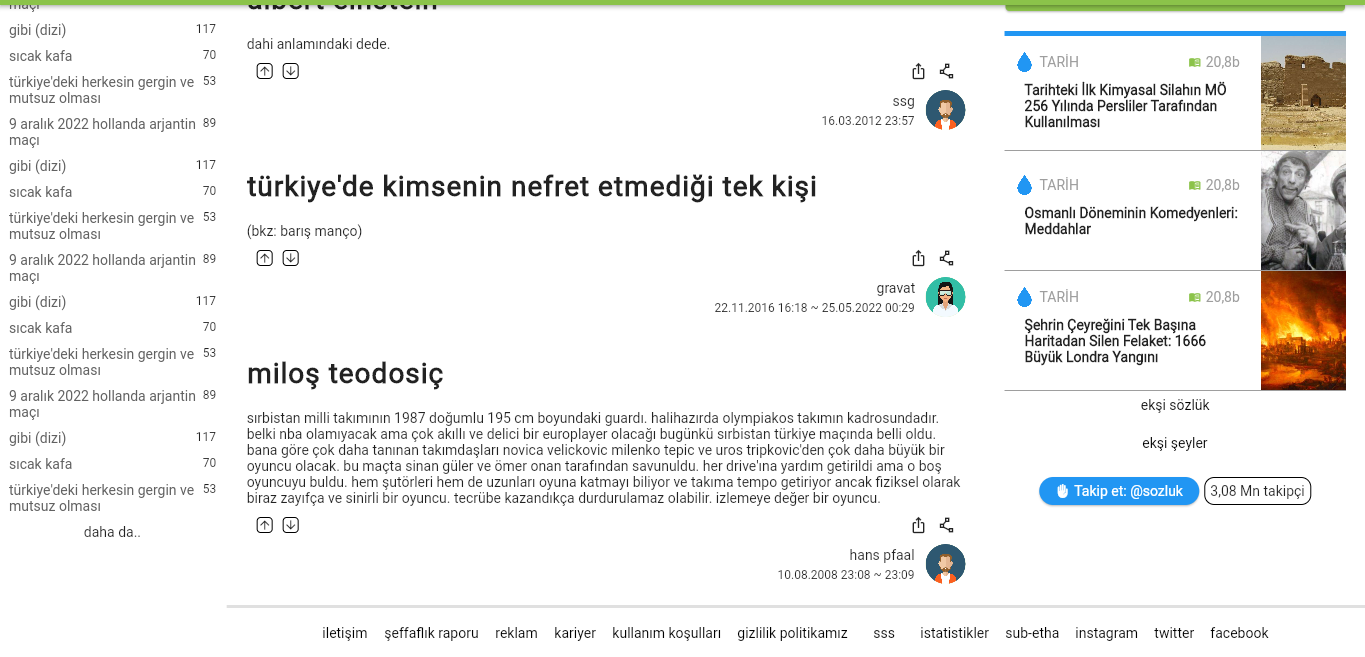 maçı
gibi (dizi) 117
sıcak kafa 70
türkiye'deki herkesin gergin ve 53
mutsuz olması
9 aralık 2022 hollanda arjantin 89
maçı
gibi (dizi) 117
sıcak kafa 70
türkiye'deki herkesin gergin ve 53
mutsuz olması
9 aralık 2022 hollanda arjantin 89
maçı
gibi (dizi) 117
sıcak kafa 70
türkiye'deki herkesin gergin ve 53
mutsuz olması
9 aralık 2022 hollanda arjantin 89
maçı
gibi (dizi) 117
sıcak kafa 70
türkiye'deki herkesin gergin ve 53
mutsuz olması
daha da..
albert einstein
dahi anlamındaki dede.
ssg
16.03.2012 23:57
türkiye'de kimsenin nefret etmediği tek kişi
(bkz: barış manço)
gravat
22.11.2016 16:18 ~ 25.05.2022 00:29
miloş teodosiç
sırbistan milli takımının 1987 doğumlu 195 cm boyundaki guardı. halihazırda olympiakos takımın kadrosundadır.
belki nba olamıyacak ama çok akıllı ve delici bir europlayer olacağı bugünkü sırbistan türkiye maçında belli oldu.
bana göre çok daha tanınan takımdaşları novica velickovic milenko tepic ve uros tripkovic'den çok daha büyük bir
oyuncu olacak. bu maçta sinan güler ve ömer onan tarafından savunuldu. her drive'ına yardım getirildi ama o boş
oyuncuyu buldu. hem şutörleri hem de uzunları oyuna katmayı biliyor ve takıma tempo getiriyor ancak fiziksel olarak
biraz zayıfça ve sinirli bir oyuncu. tecrübe kazandıkça durdurulamaz olabilir. izlemeye değer bir oyuncu.
hans pfaal
10.08.2008 23:08 ~ 23:09
TARİH 20,8b
Tarihteki İlk Kimyasal Silahın MÖ
256 Yılında Persliler Tarafından
Kullanılması
TARİH 20,8b
Osmanlı Döneminin Komedyenleri:
Meddahlar
TARİH 20,8b
Şehrin Çeyreğini Tek Başına
Haritadan Silen Felaket: 1666
Büyük Londra Yangını
ekşi sözlük
ekşi şeyler
Takip et: @sozluk 3,08 Mn takipçi
iletişim şeffaflık raporu reklam kariyer kullanım koşulları gizlilik politikamız sss istatistikler sub-etha instagram twitter facebook